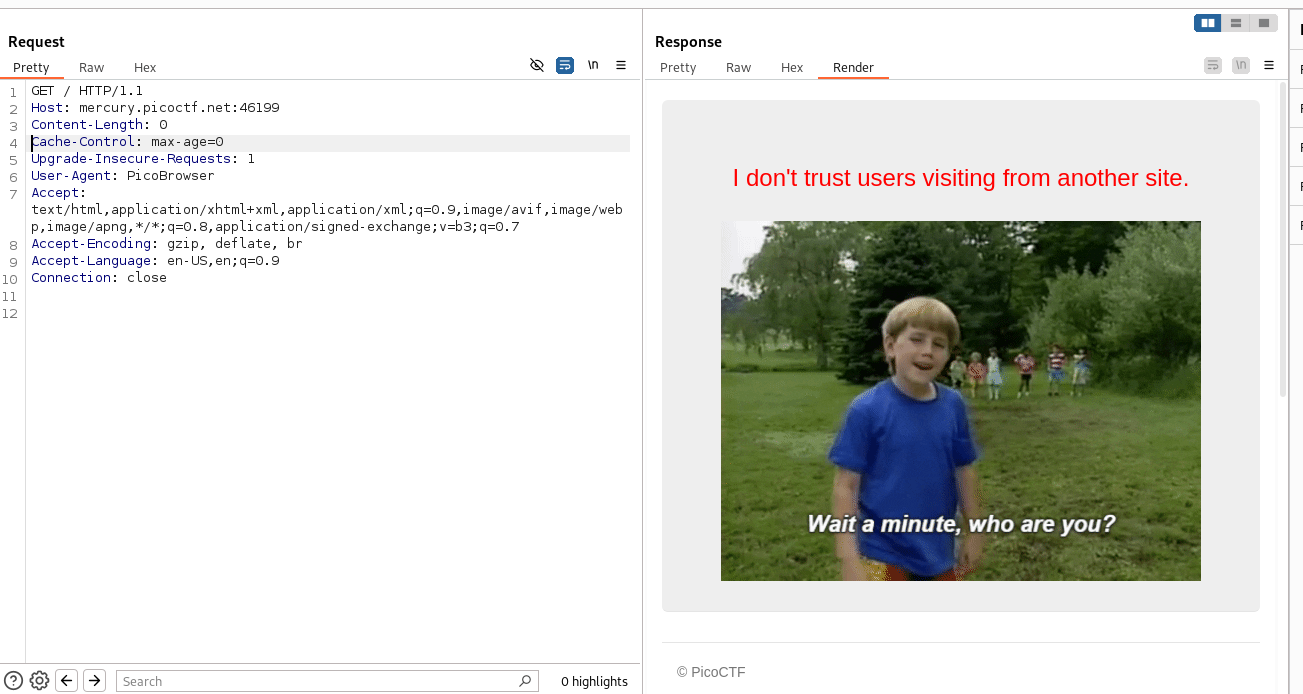 Request
Pretty Raw Hex
\n
1 GET / HTTP/1.1
2 Host: mercury.picoctf.net:46199
3 Content-Length: 0
4 Cache-Control: max-age=0
5 Upgrade-Insecure-Requests: 1
6 User-Agent: PicoBrowser
7 Accept:
text/html,application/xhtml+xml,application/xml;q=0.9,image/avif,image/web
p,image/apng,*/*;q=0.8,application/signed-exchange;v=b3;q=0.7
8 Accept-Encoding: gzip, deflate, br
9 Accept-Language: en-US,en;q=0.9
10 Connection: close
11
12
Search
0 highlights
Response
Pretty Raw Hex Render
\n
I don't trust users visiting from another site.
Wait a minute, who are you?
© PicoCTF